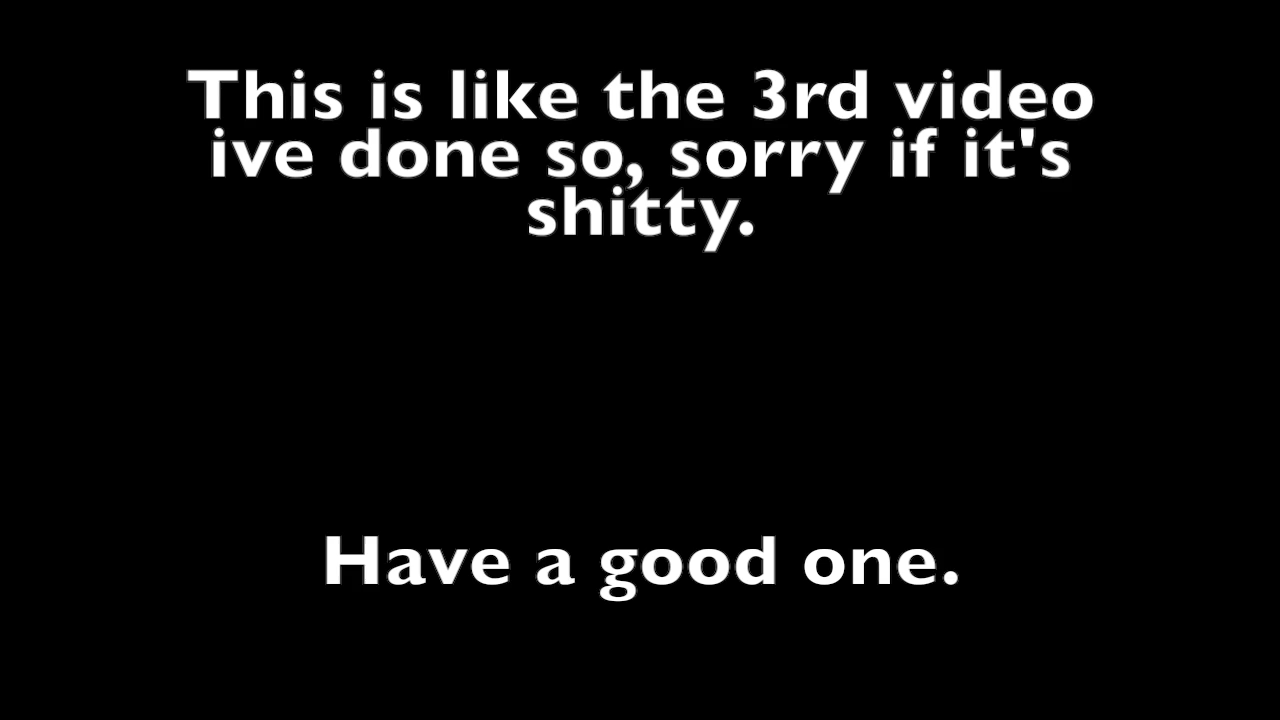 This is like the 3rd video
ive done so, sorry if it's
shitty.
Have a good one.